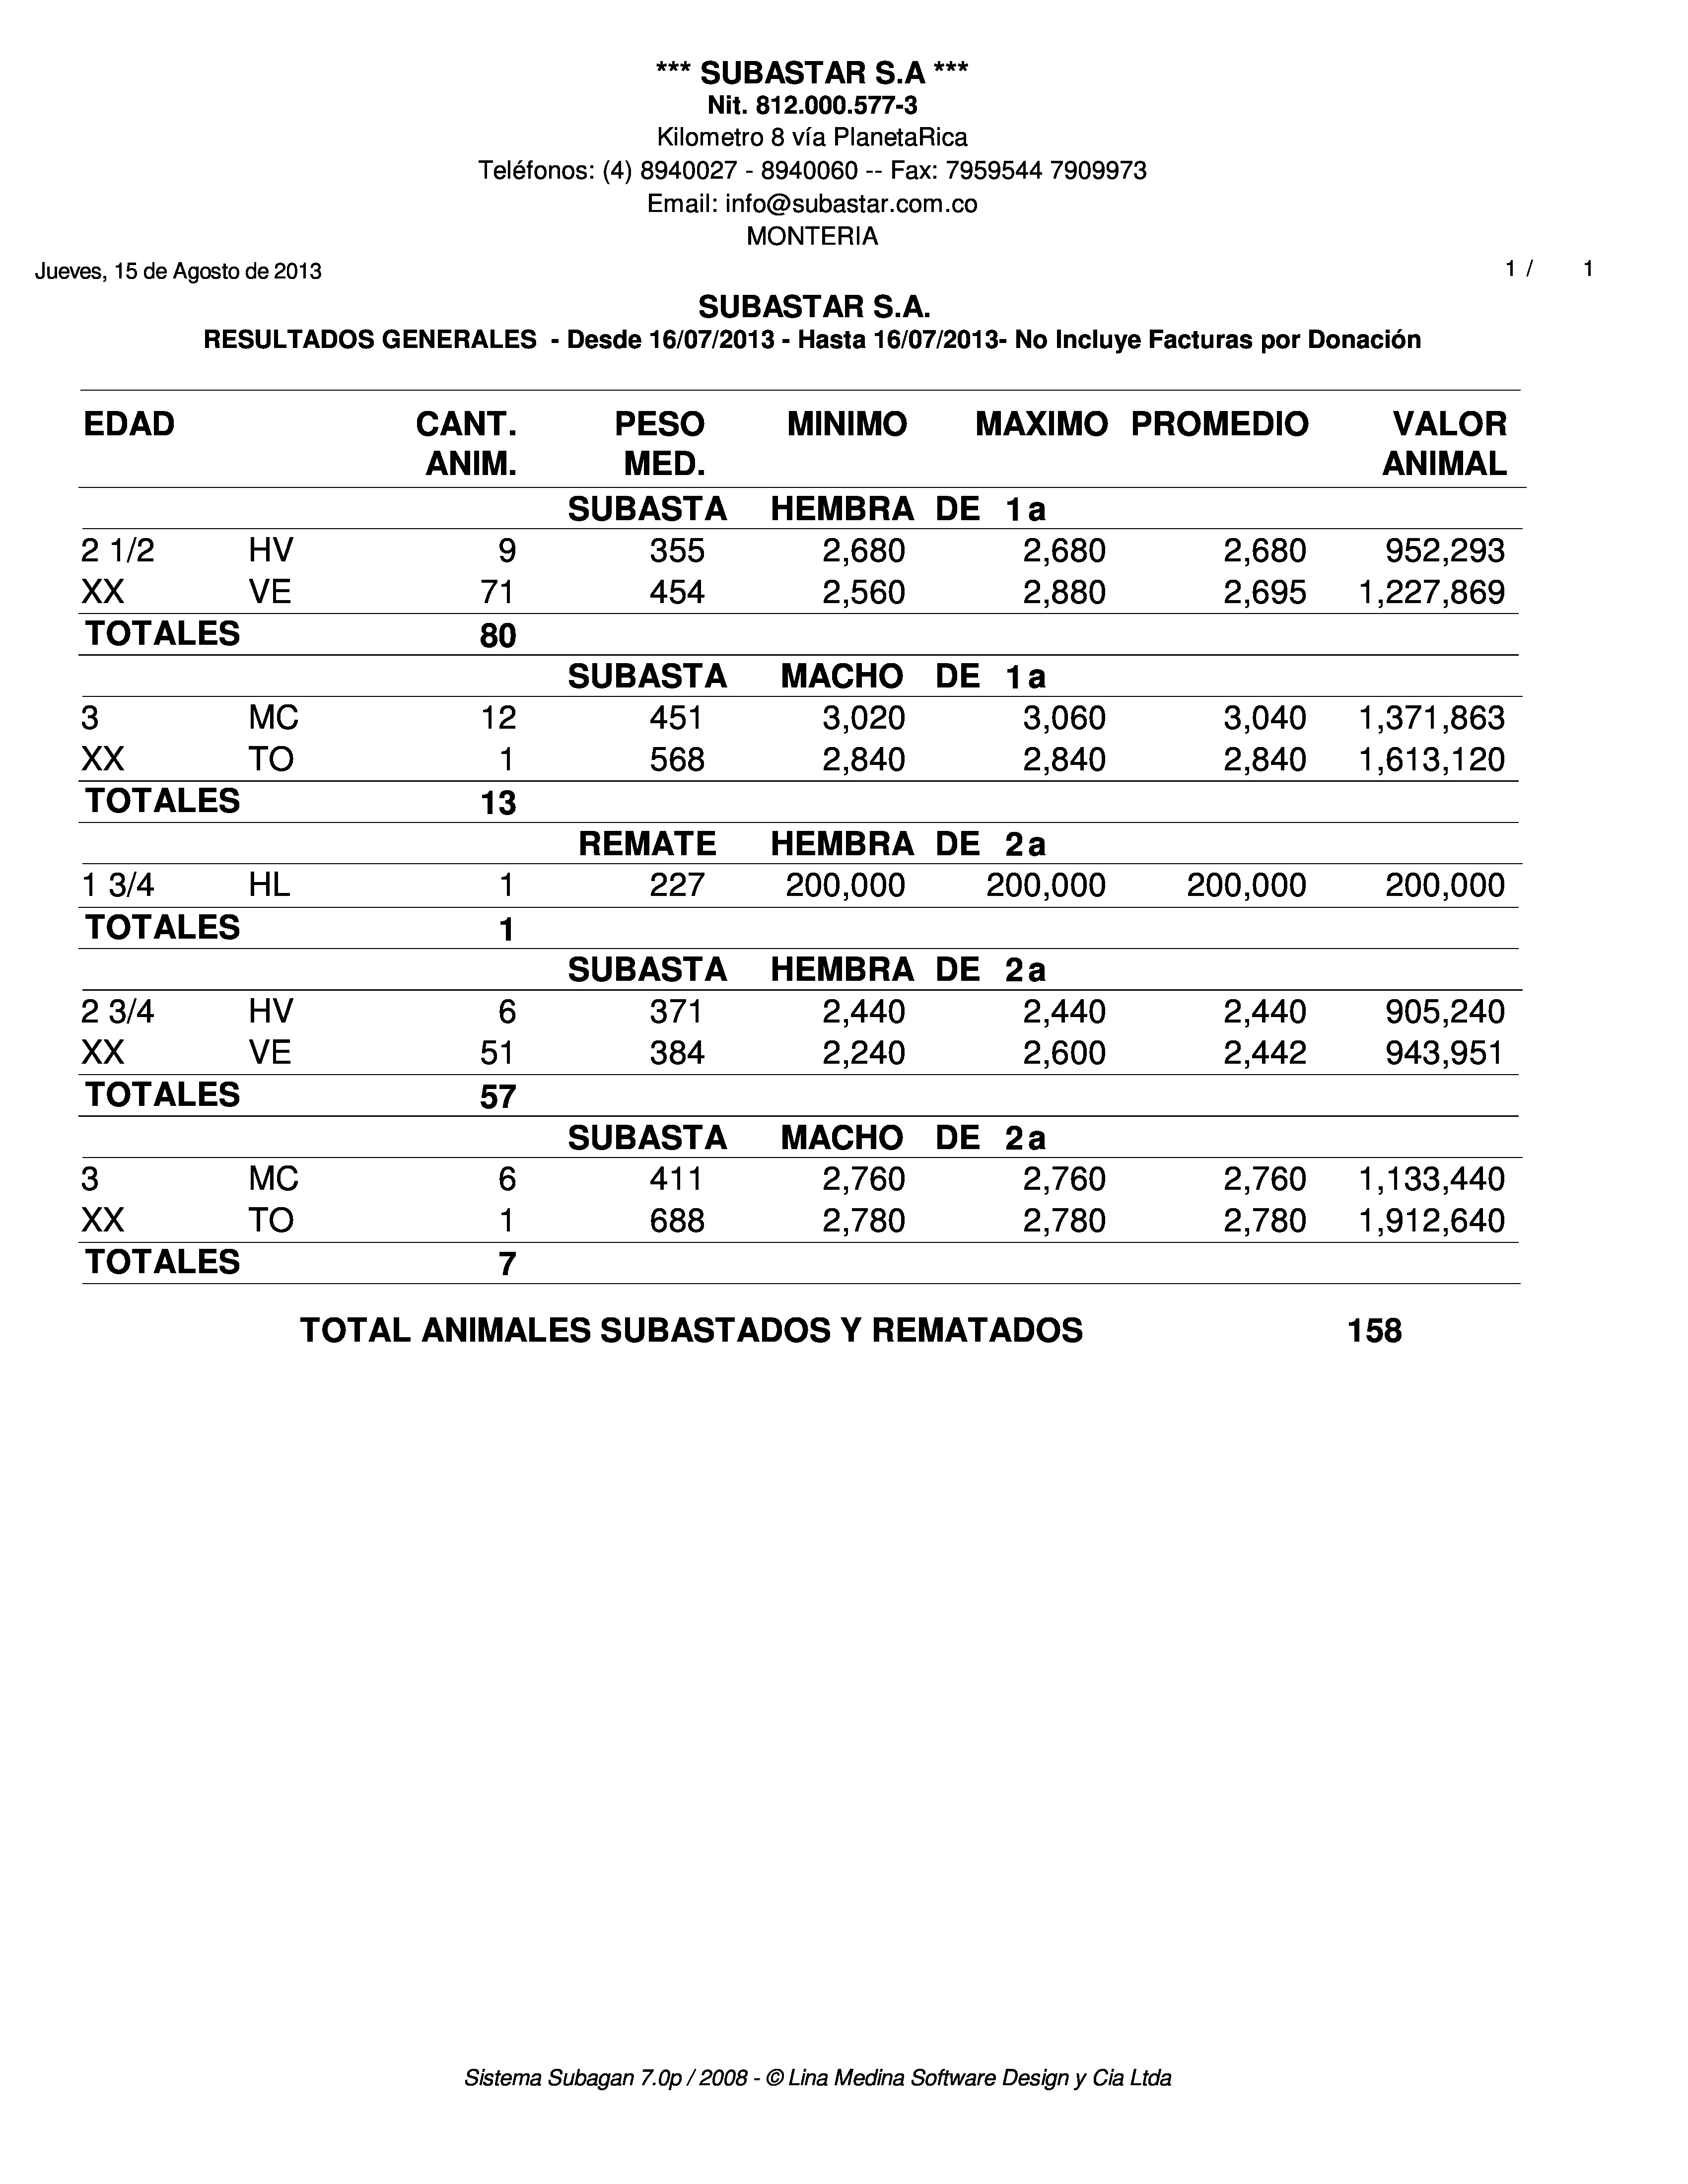 *** SUBASTAR S.A ***
Nit. 812.000.577-3
Kilometro 8 vía PlanetaRica
Teléfonos: (4) 8940027 - 8940060 -- Fax: 7959544 7909973
Email: info@subastar.com.co
MONTERIA
Jueves, 15 de Agosto de 2013 1 / 1
SUBASTAR S.A.
RESULTADOS GENERALES - Desde 16/07/2013 - Hasta 16/07/2013- No Incluye Facturas por Donación
EDAD CANT. PESO MINIMO MAXIMO PROMEDIO VALOR
ANIM. MED. ANIMAL
SUBASTA HEMBRA DE 1a
2 1/2 HV 9 355 2,680 2,680 2,680 952,293
XX VE 71 454 2,560 2,880 2,695 1,227,869
TOTALES 80
SUBASTA MACHO DE 1a
3 MC 12 451 3,020 3,060 3,040 1,371,863
XX TO 1 568 2,840 2,840 2,840 1,613,120
TOTALES 13
REMATE HEMBRA DE 2a
1 3/4 HL 1 227 200,000 200,000 200,000 200,000
TOTALES 1
SUBASTA HEMBRA DE 2a
2 3/4 HV 6 371 2,440 2,440 2,440 905,240
XX VE 51 384 2,240 2,600 2,442 943,951
TOTALES 57
SUBASTA MACHO DE 2a
3 MC 6 411 2,760 2,760 2,760 1,133,440
XX TO 1 688 2,780 2,780 2,780 1,912,640
TOTALES 7
TOTAL ANIMALES SUBASTADOS Y REMATADOS 158
Sistema Subagan 7.0p / 2008 - © Lina Medina Software Design y Cia Ltda